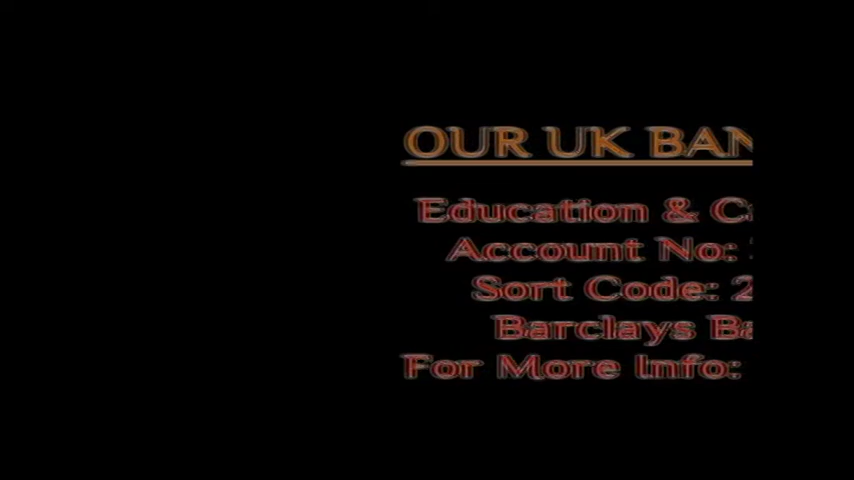 OUR UK BAN
Education & C
Account No:
Sort Code: 2
Barclays Ba
For More Info: